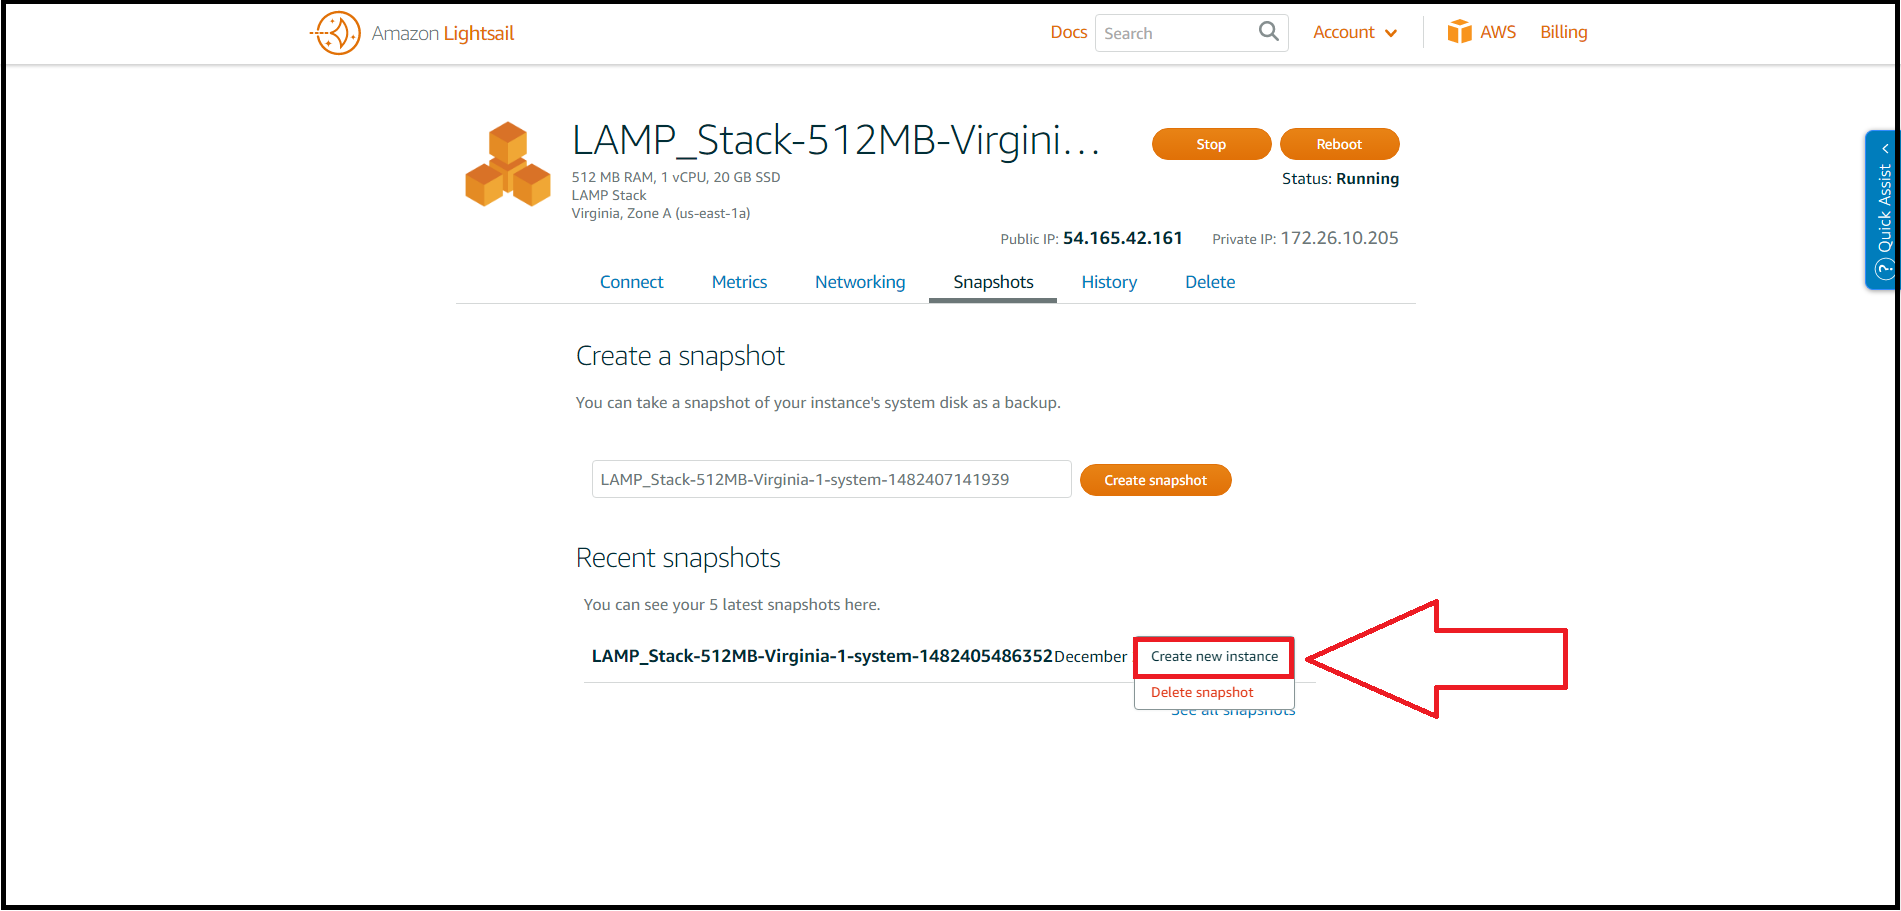 Amazon Lightsail
Docs
Search
Account
AWS
Billing
LAMP_Stack-512MB-Virgini...
Stop
Reboot
512 MB RAM, 1 vCPU, 20 GB SSD
Status: Running
LAMP Stack
Virginia, Zone A (us-east-1a)
Public IP: 54.165.42.161
Private IP: 172.26.10.205
? Quick Assist
Connect
Metrics
Networking
Snapshots
History
Delete
Create a snapshot
You can take a snapshot of your instance's system disk as a backup.
LAMP_Stack-512MB-Virginia-1-system-1482407141939
Create snapshot
Recent snapshots
You can see your 5 latest snapshots here.
LAMP_Stack-512MB-Virginia-1-system-1482405486352 December
Create new instance
Delete snapshot
See all snapshots